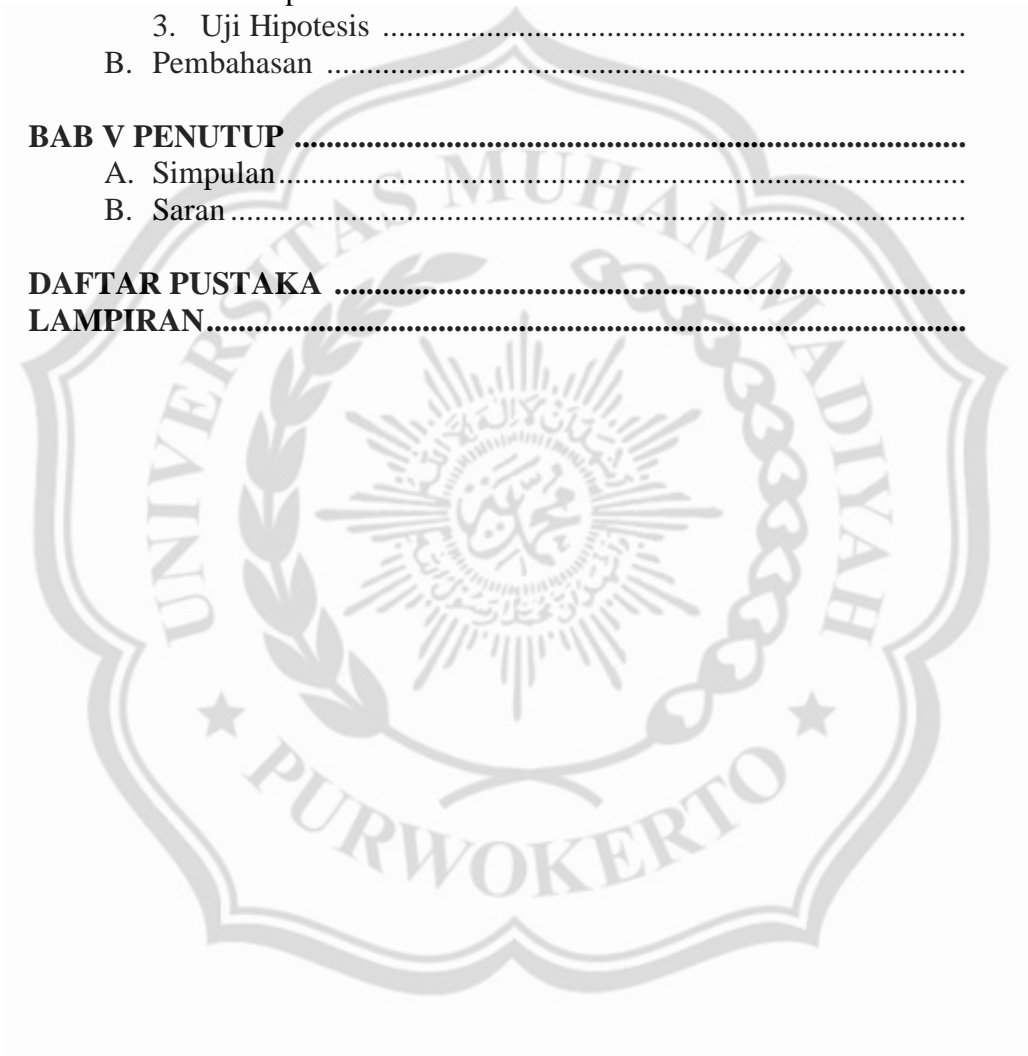 3. Uji Hipotesis ..........................................................................
B. Pembahasan .................................................................................
BAB V PENUTUP .....................................................................................
A. Simpulan.......................................................................................
B. Saran .............................................................................................
DAFTAR PUSTAKA ................................................................................
LAMPIRAN................................................................................................
UNIVERSITAS MUHAMMADIYAH
PURWOKERTO